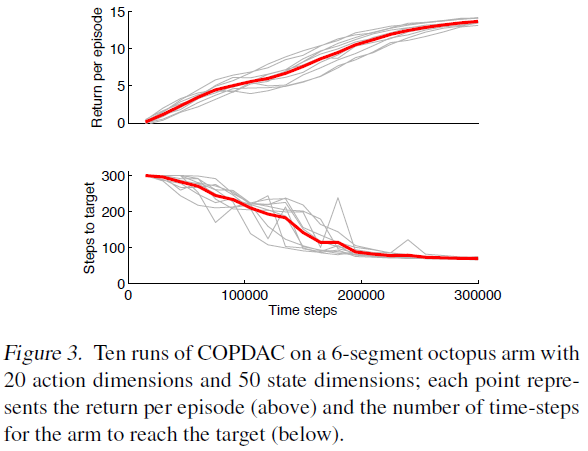 15
10
5
0
Return per episode
300
200
100
0
Steps to target
0 100000 200000 300000
Time steps
Figure 3. Ten runs of COPDAC on a 6-segment octopus arm with
20 action dimensions and 50 state dimensions; each point repre-
sents the return per episode (above) and the number of time-steps
for the arm to reach the target (below).